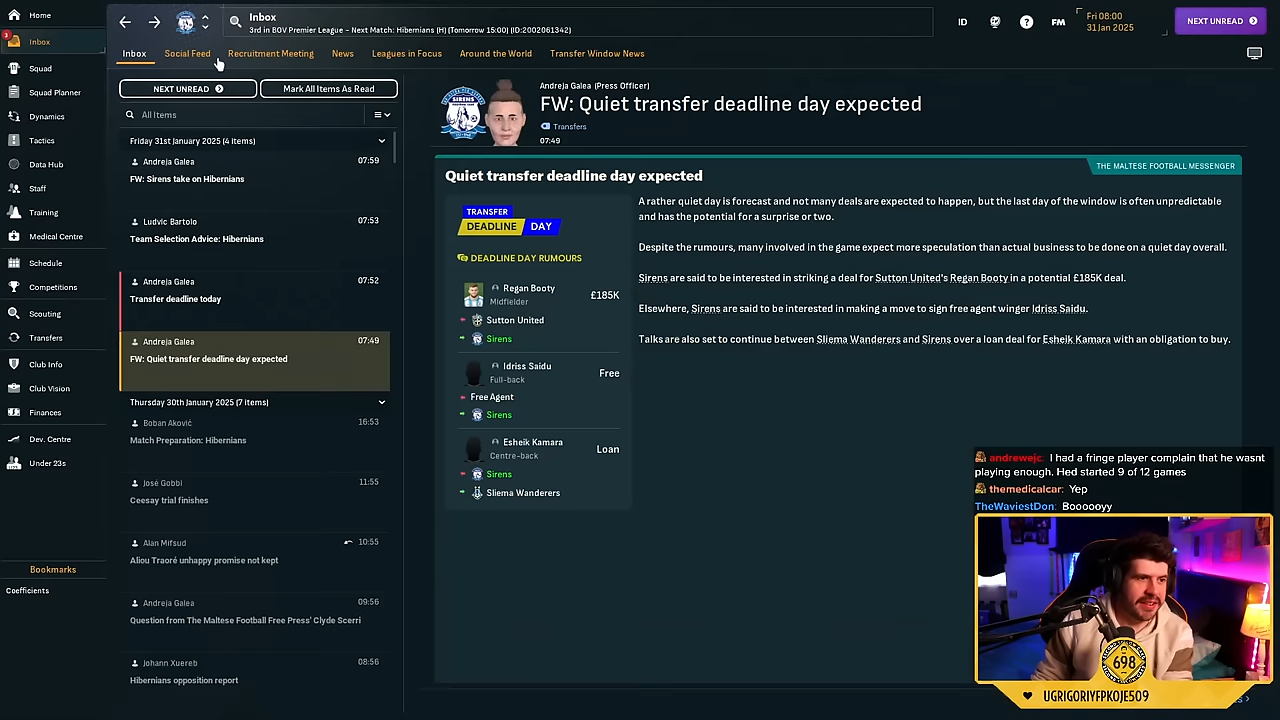 Home
Inbox
Squad
Squad Planner
Dynamics
Tactics
Data Hub
Staff
Training
Medical Centre
Schedule
Competitions
Scouting
Transfers
Club Info
Club Vision
Finances
Dev. Centre
Under 23s
Bookmarks
Coefficients
Inbox
3rd in BOV Premier League - Next Match: Hibernians (H) (Tomorrow 15:00) (ID:2002061342)
ID
?
FM
Fri 08:00
31 Jan 2025
NEXT UNREAD
Inbox
Social Feed
Recruitment Meeting
News
Leagues in Focus
Around the World
Transfer Window News
NEXT UNREAD
Mark All Items As Read
All Items
Friday 31st January 2025 (4 items)
Andreja Galea 07:59
FW: Sirens take on Hibernians
Ludvic Bartolo 07:53
Team Selection Advice: Hibernians
Andreja Galea 07:52
Transfer deadline today
Andreja Galea 07:49
FW: Quiet transfer deadline day expected
Thursday 30th January 2025 (7 items)
Boban Aković 16:53
Match Preparation: Hibernians
José Gobbi 11:55
Ceesay trial finishes
Alan Mifsud 10:55
Aliou Traoré unhappy promise not kept
Andreja Galea 09:56
Question from The Maltese Football Free Press' Clyde Scerri
Johann Xuereb 08:56
Hibernians opposition report
SIRENS
Andreja Galea (Press Officer)
FW: Quiet transfer deadline day expected
Transfers
07:49
THE MALTESE FOOTBALL MESSENGER
Quiet transfer deadline day expected
TRANSFER
DEADLINE DAY
DEADLINE DAY RUMOURS
Regan Booty
Midfielder
£185K
Sutton United
Sirens
Idriss Saidu
Full-back
Free
Free Agent
Sirens
Esheik Kamara
Centre-back
Loan
Sirens
Sliema Wanderers
A rather quiet day is forecast and not many deals are expected to happen, but the last day of the window is often unpredictable
and has the potential for a surprise or two.
Despite the rumours, many involved in the game expect more speculation than actual business to be done on a quiet day overall.
Sirens are said to be interested in striking a deal for Sutton United's Regan Booty in a potential £185K deal.
Elsewhere, Sirens are said to be interested in making a move to sign free agent winger Idriss Saidu.
Talks are also set to continue between Sliema Wanderers and Sirens over a loan deal for Esheik Kamara with an obligation to buy.
andrewejc: I had a fringe player complain that he wasnt
playing enough. Hed started 9 of 12 games
themedicalcar: Yep
TheWaviestDon: Boooooyy
698
UGRIGORIYFPKOJE509